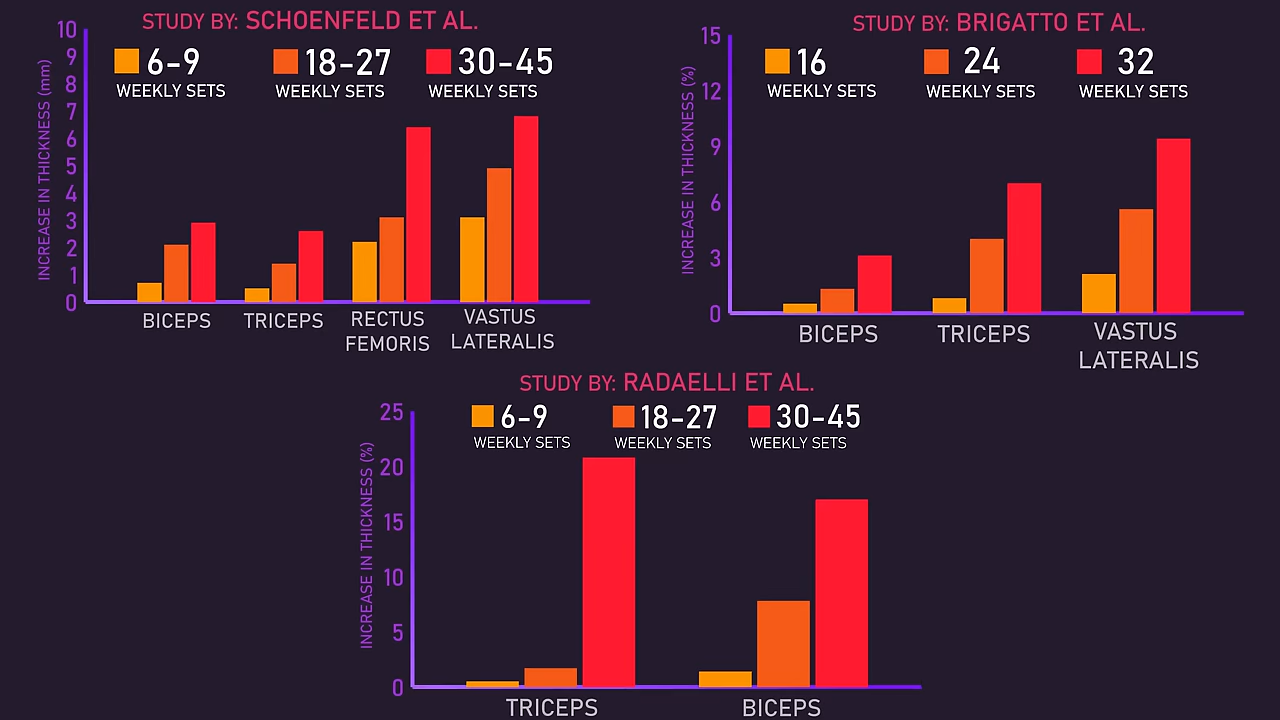 STUDY BY: SCHOENFELD ET AL.
10
9
8
7
6
5
4
3
2
1
0
INCREASE IN THICKNESS (mm)
6-9
WEEKLY SETS
18-27
WEEKLY SETS
30-45
WEEKLY SETS
BICEPS
TRICEPS
RECTUS
FEMORIS
VASTUS
LATERALIS
STUDY BY: BRIGATTO ET AL.
15
12
9
6
3
0
INCREASE IN THICKNESS (%)
16
WEEKLY SETS
24
WEEKLY SETS
32
WEEKLY SETS
BICEPS
TRICEPS
VASTUS
LATERALIS
STUDY BY: RADAELLI ET AL.
25
20
15
10
5
0
INCREASE IN THICKNESS (%)
6-9
WEEKLY SETS
18-27
WEEKLY SETS
30-45
WEEKLY SETS
TRICEPS
BICEPS